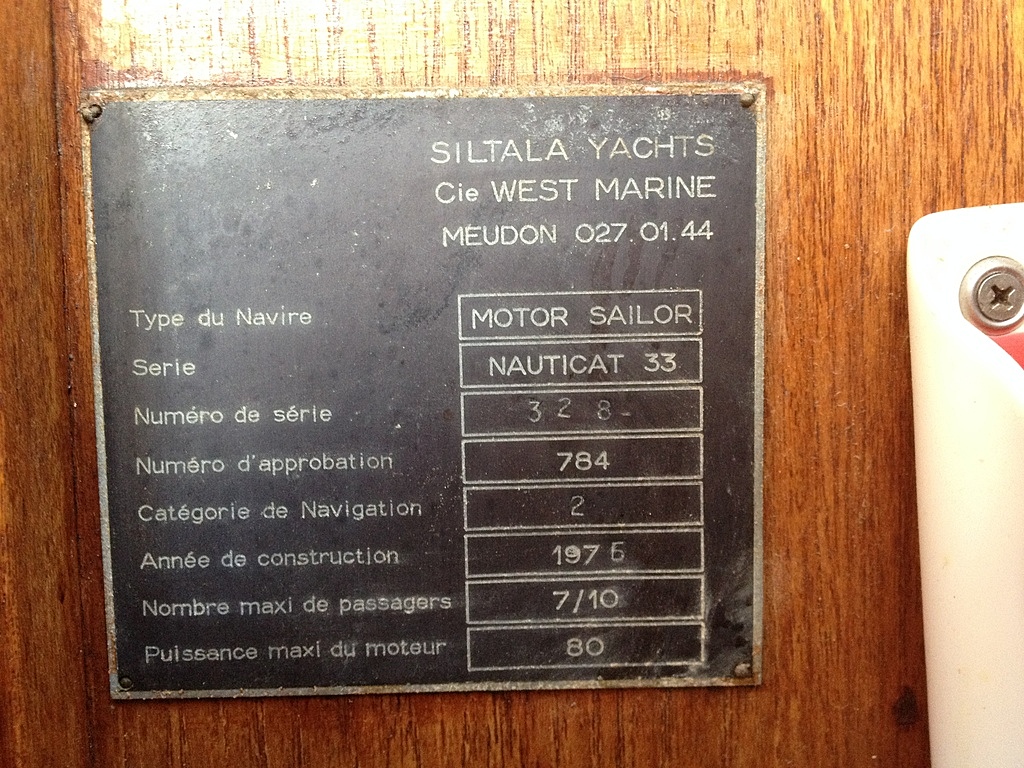 SILTALA YACHTS
Cie WEST MARINE
MEUDON 027.01.44
Type du Navire MOTOR SAILOR
Serie NAUTICAT 33
Numéro de série 328-
Numéro d'approbation 784
Catégorie de Navigation 2
Année de construction 1975
Nombre maxi de passagers 7/10
Puissance maxi du moteur 80